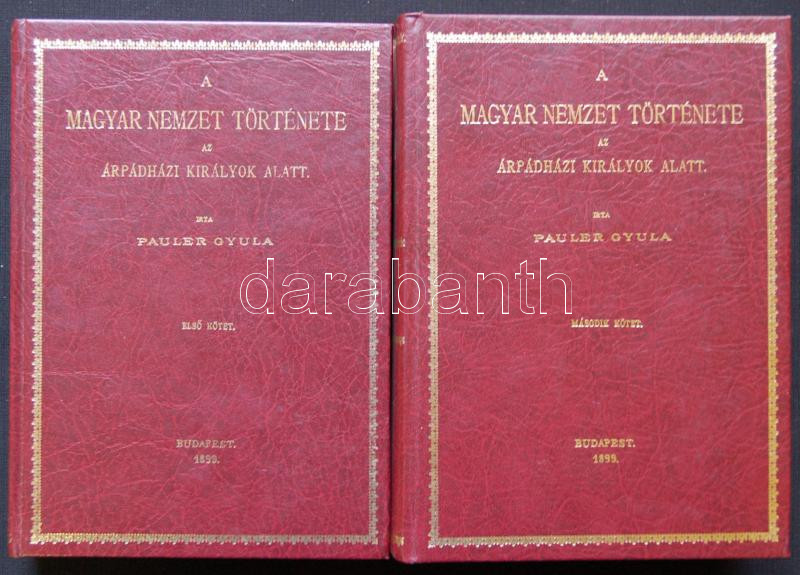 A
MAGYAR NEMZET TÖRTÉNETE
AZ
ÁRPÁDHÁZI KIRÁLYOK ALATT.
IRTA
PAULER GYULA
ELSŐ KÖTET.
BUDAPEST.
1899.
A
MAGYAR NEMZET TÖRTÉNETE
AZ
ÁRPÁDHÁZI KIRÁLYOK ALATT.
IRTA
PAULER GYULA
MÁSODIK KÖTET.
BUDAPEST.
1899.
darabanth